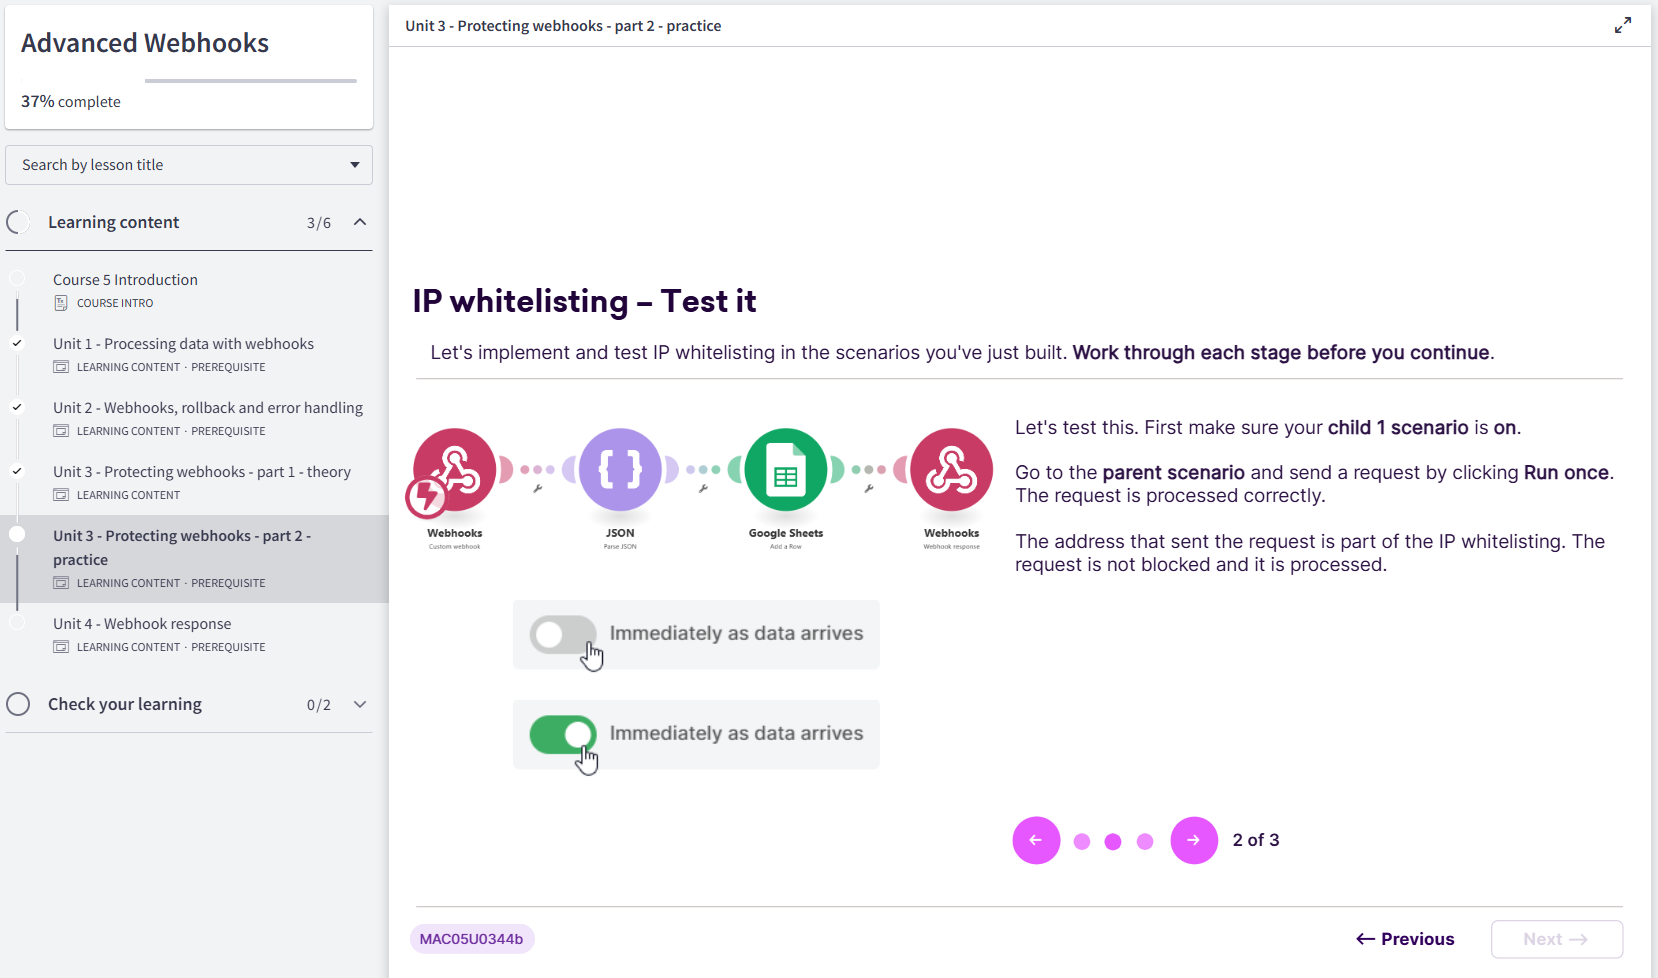 Advanced Webhooks
37% complete
Search by lesson title
Learning content 3/6
Course 5 Introduction
COURSE INTRO
Unit 1 - Processing data with webhooks
LEARNING CONTENT · PREREQUISITE
Unit 2 - Webhooks, rollback and error handling
LEARNING CONTENT · PREREQUISITE
Unit 3 - Protecting webhooks - part 1 - theory
LEARNING CONTENT
Unit 3 - Protecting webhooks - part 2 -
practice
LEARNING CONTENT · PREREQUISITE
Unit 4 - Webhook response
LEARNING CONTENT · PREREQUISITE
Check your learning 0/2
Unit 3 - Protecting webhooks - part 2 - practice
IP whitelisting – Test it
Let's implement and test IP whitelisting in the scenarios you've just built. Work through each stage before you continue.
Webhooks
Custom webhook
JSON
Parse JSON
Google Sheets
Add a Row
Webhooks
Webhook response
Immediately as data arrives
Immediately as data arrives
Let's test this. First make sure your child 1 scenario is on.
Go to the parent scenario and send a request by clicking Run once.
The request is processed correctly.
The address that sent the request is part of the IP whitelisting. The
request is not blocked and it is processed.
2 of 3
MAC05U0344b
← Previous
Next →